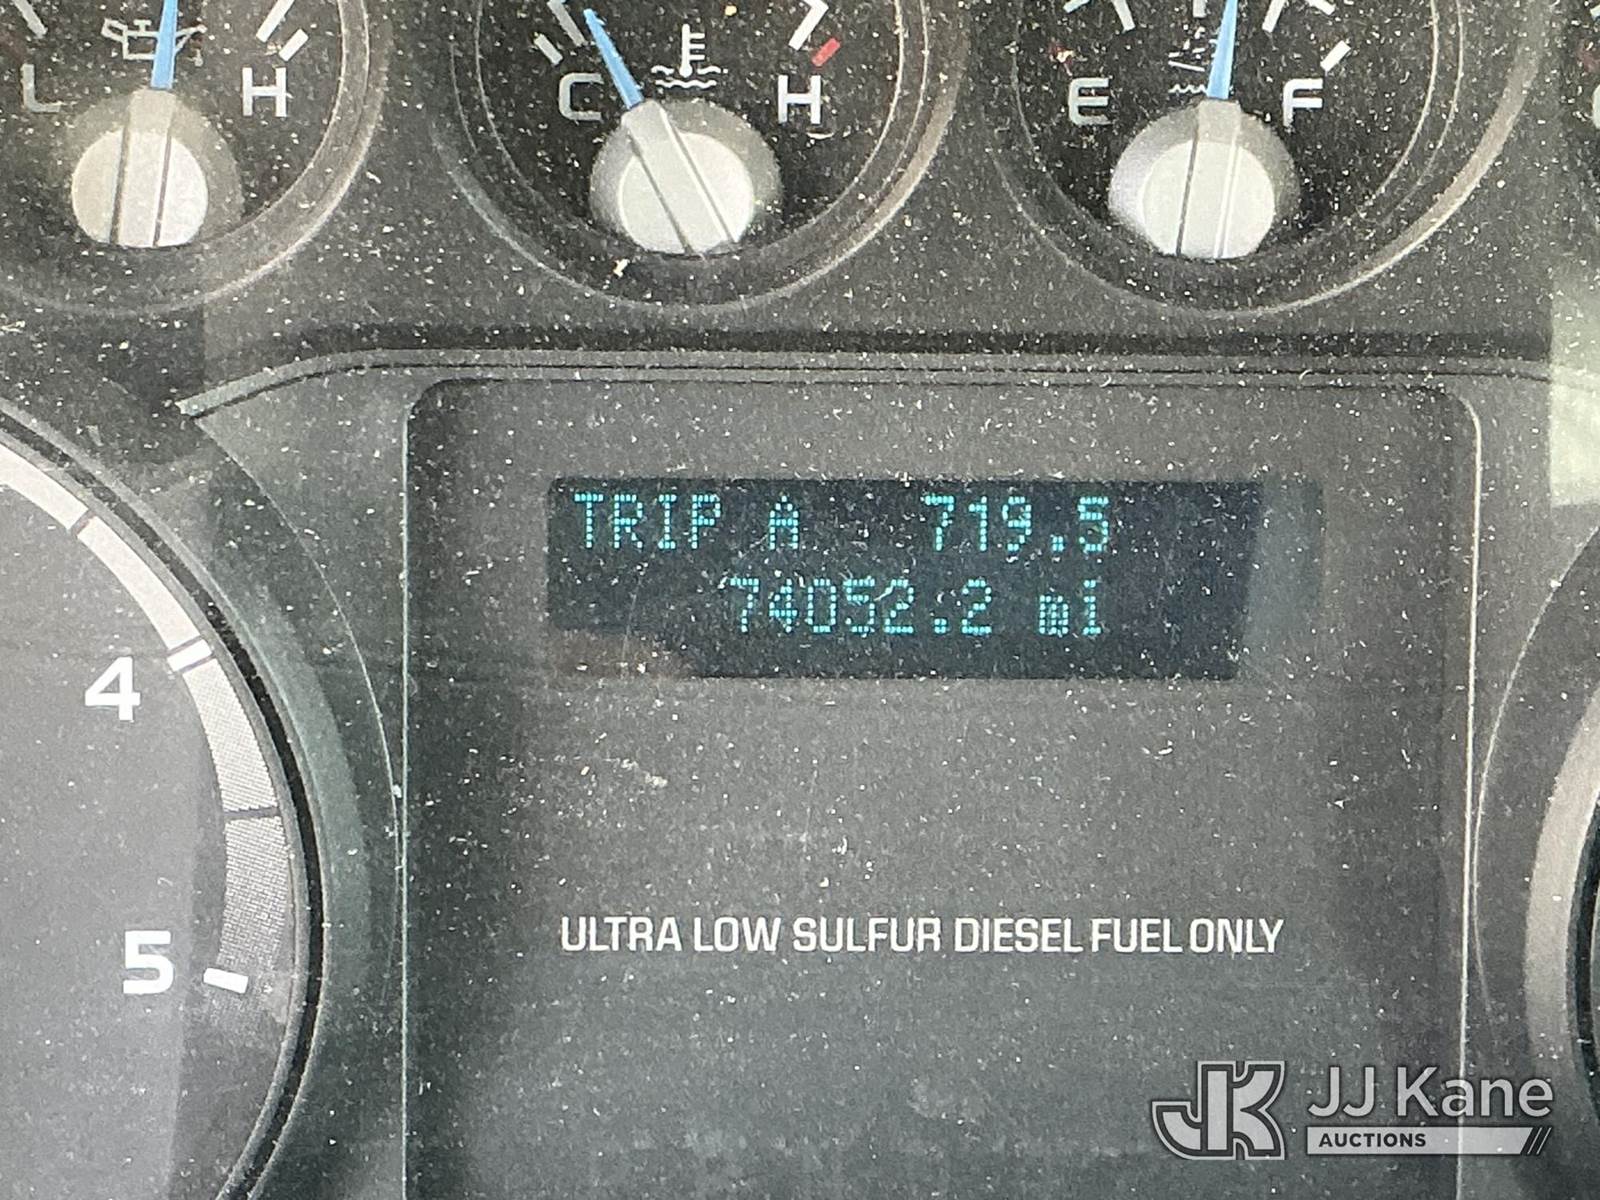 L H
C H
E F
TRIP A 719.5
74052.2 mi
4
5
ULTRA LOW SULFUR DIESEL FUEL ONLY
JK JJ Kane
AUCTIONS